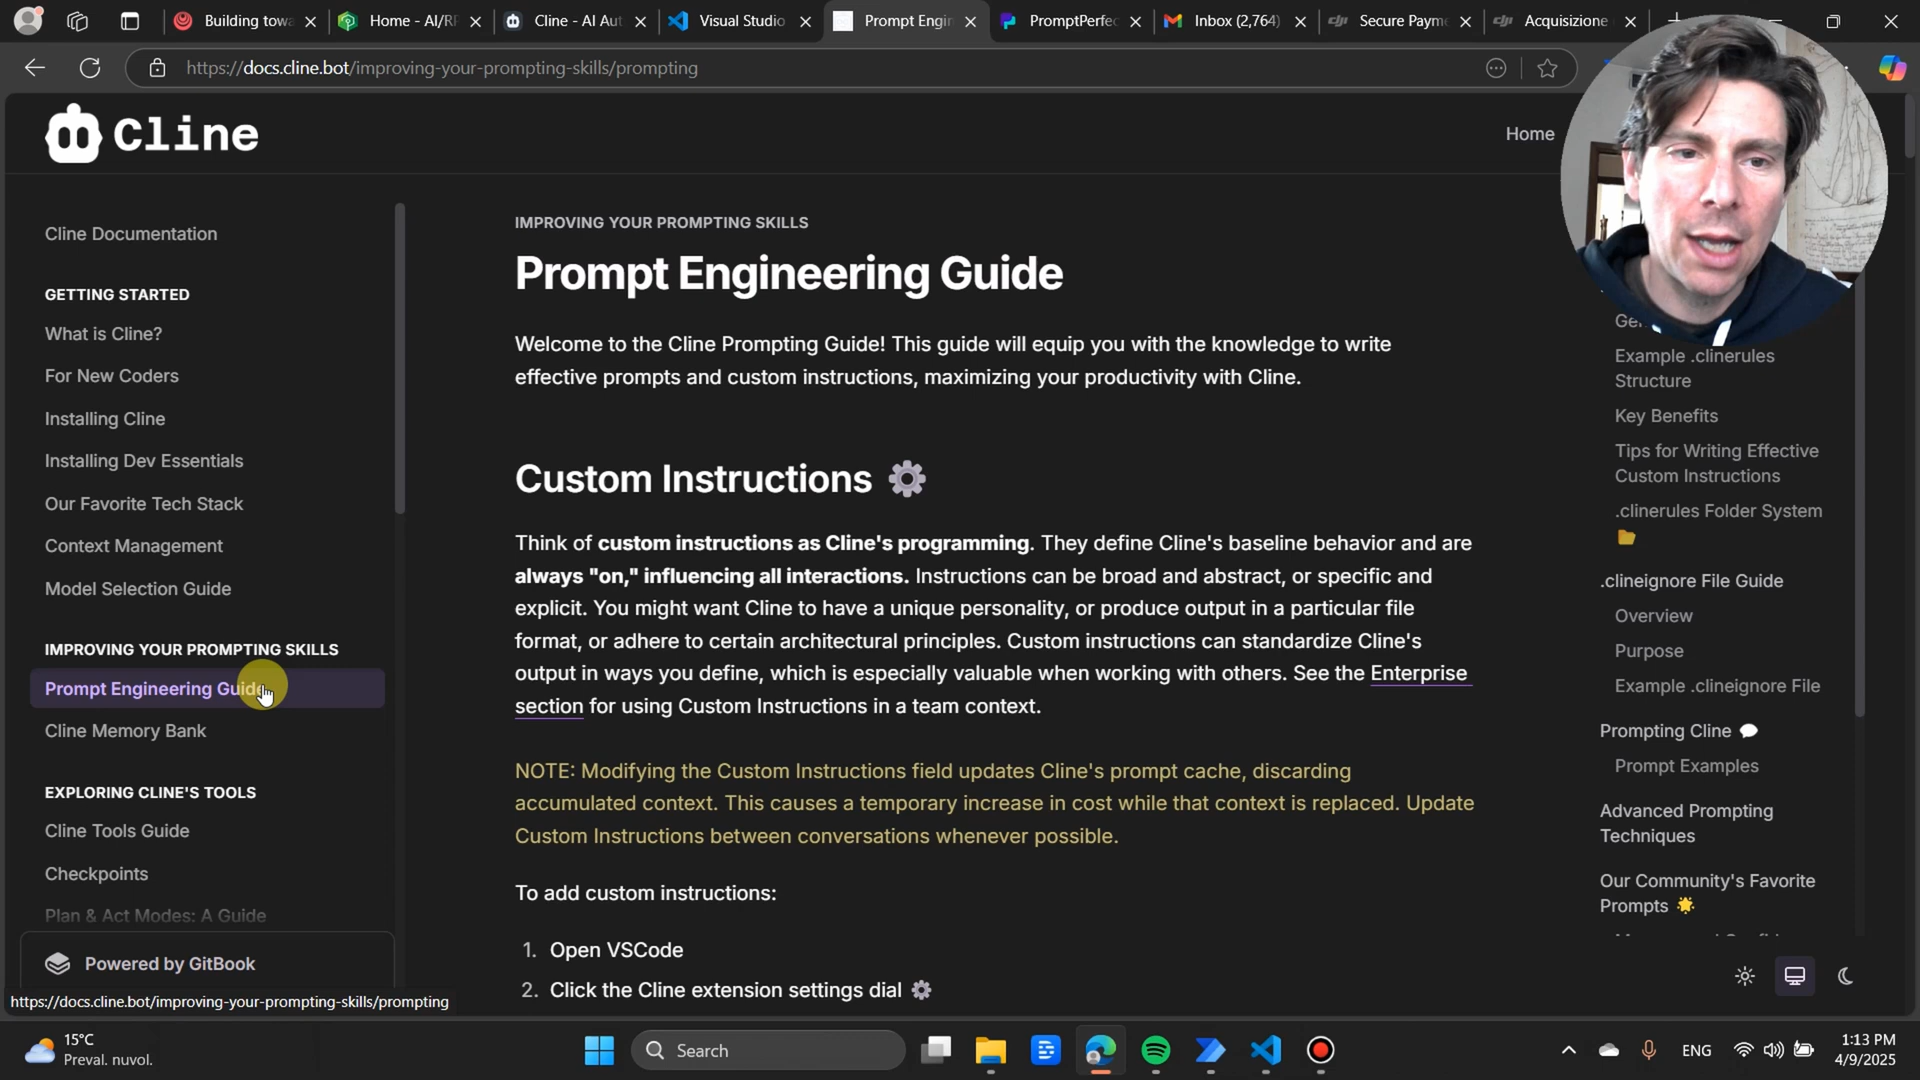 Building towa
Home - AI/RP
Cline - AI Aut
Visual Studio
Prompt Engin
PromptPerfec
Inbox (2,764)
Secure Payme
Acquisizione
https://docs.cline.bot/improving-your-prompting-skills/prompting
Cline
Home
Cline Documentation
GETTING STARTED
What is Cline?
For New Coders
Installing Cline
Installing Dev Essentials
Our Favorite Tech Stack
Context Management
Model Selection Guide
IMPROVING YOUR PROMPTING SKILLS
Prompt Engineering Guide
Cline Memory Bank
EXPLORING CLINE'S TOOLS
Cline Tools Guide
Checkpoints
Plan & Act Modes: A Guide
Powered by GitBook
https://docs.cline.bot/improving-your-prompting-skills/prompting
IMPROVING YOUR PROMPTING SKILLS
Prompt Engineering Guide
Welcome to the Cline Prompting Guide! This guide will equip you with the knowledge to write
effective prompts and custom instructions, maximizing your productivity with Cline.
Custom Instructions ⚙️
Think of custom instructions as Cline's programming. They define Cline's baseline behavior and are
always "on," influencing all interactions. Instructions can be broad and abstract, or specific and
explicit. You might want Cline to have a unique personality, or produce output in a particular file
format, or adhere to certain architectural principles. Custom instructions can standardize Cline's
output in ways you define, which is especially valuable when working with others. See the Enterprise
section for using Custom Instructions in a team context.
NOTE: Modifying the Custom Instructions field updates Cline's prompt cache, discarding
accumulated context. This causes a temporary increase in cost while that context is replaced. Update
Custom Instructions between conversations whenever possible.
To add custom instructions:
1. Open VSCode
2. Click the Cline extension settings dial ⚙️
Example .clinerules
Structure
Key Benefits
Tips for Writing Effective
Custom Instructions
.clinerules Folder System
📁
.clineignore File Guide
Overview
Purpose
Example .clineignore File
Prompting Cline 💬
Prompt Examples
Advanced Prompting
Techniques
Our Community's Favorite
Prompts 🌟
15°C
Preval. nuvol.
Search
ENG
1:13 PM
4/9/2025